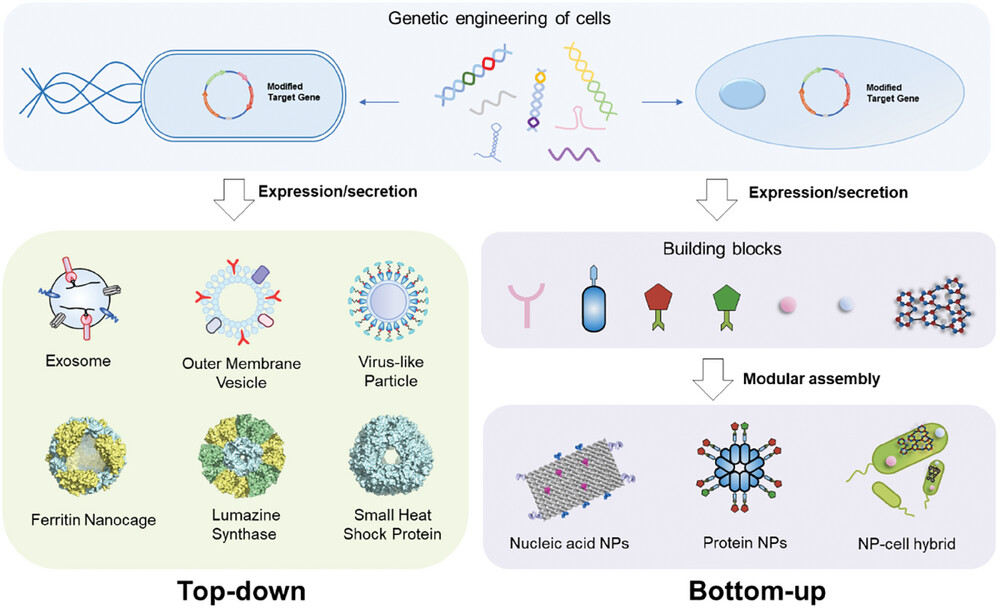 Genetic engineering of cells
Modified
Target Gene
Modified
Target Gene
Expression/secretion
Expression/secretion
Building blocks
Exosome
Outer Membrane
Vesicle
Virus-like
Particle
Modular assembly
Ferritin Nanocage
Lumazine
Synthase
Small Heat
Shock Protein
Nucleic acid NPs
Protein NPs
NP-cell hybrid
Top-down
Bottom-up